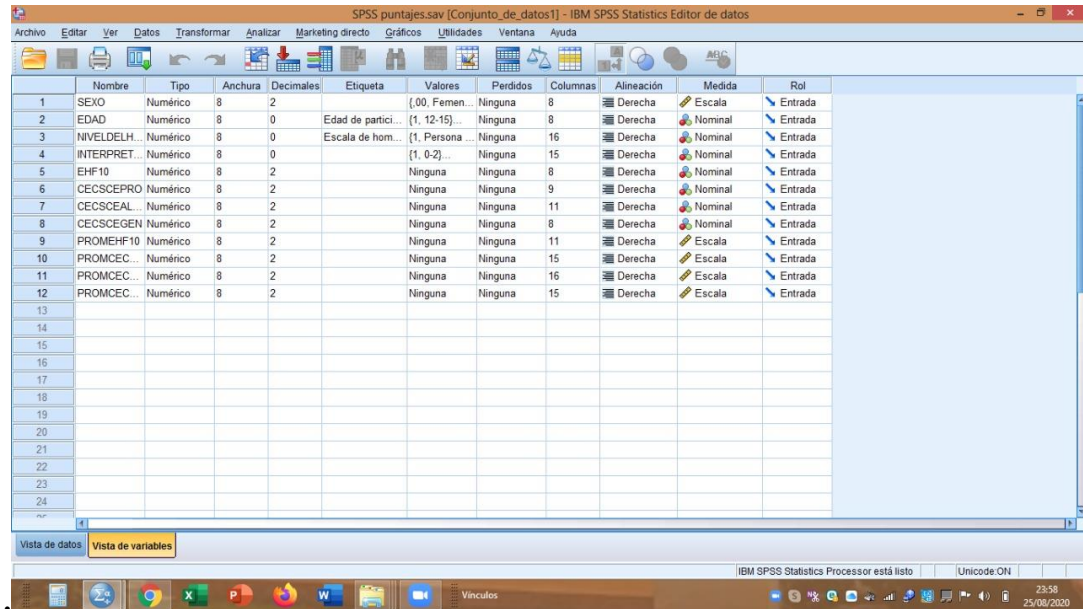 SPSS puntajes.sav [Conjunto_de_datos1] - IBM SPSS Statistics Editor de datos
Archivo Editar Ver Datos Transformar Analizar Marketing directo Gráficos Utilidades Ventana Ayuda
Nombre Tipo Anchura Decimales Etiqueta Valores Perdidos Columnas Alineación Medida Rol
1 SEXO Numérico 8 2 {,00, Femen... Ninguna 8 Derecha Escala Entrada
2 EDAD Numérico 8 0 Edad de partici... {1, 12-15}... Ninguna 8 Derecha Nominal Entrada
3 NIVELDELH... Numérico 8 0 Escala de hom... {1, Persona ... Ninguna 16 Derecha Nominal Entrada
4 INTERPRET... Numérico 8 0 {1, 0-2}... Ninguna 15 Derecha Nominal Entrada
5 EHF10 Numérico 8 2 Ninguna Ninguna 8 Derecha Nominal Entrada
6 CECSCEPRO Numérico 8 2 Ninguna Ninguna 9 Derecha Nominal Entrada
7 CECSCEAL... Numérico 8 2 Ninguna Ninguna 11 Derecha Nominal Entrada
8 CECSCEGEN Numérico 8 2 Ninguna Ninguna 8 Derecha Nominal Entrada
9 PROMEHF10 Numérico 8 2 Ninguna Ninguna 11 Derecha Escala Entrada
10 PROMCEC... Numérico 8 2 Ninguna Ninguna 15 Derecha Escala Entrada
11 PROMCEC... Numérico 8 2 Ninguna Ninguna 16 Derecha Escala Entrada
12 PROMCEC... Numérico 8 2 Ninguna Ninguna 15 Derecha Escala Entrada
13
14
15
16
17
18
19
20
21
22
23
24
Vista de datos Vista de variables
IBM SPSS Statistics Processor está listo Unicode:ON
Vínculos
23:58
25/08/2020